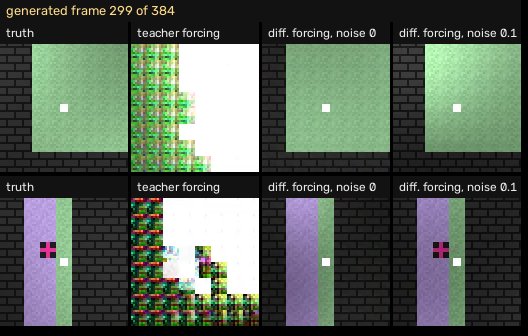 generated frame 299 of 384
truth
teacher forcing
diff. forcing, noise 0
diff. forcing, noise 0.1
truth
teacher forcing
diff. forcing, noise 0
diff. forcing, noise 0.1